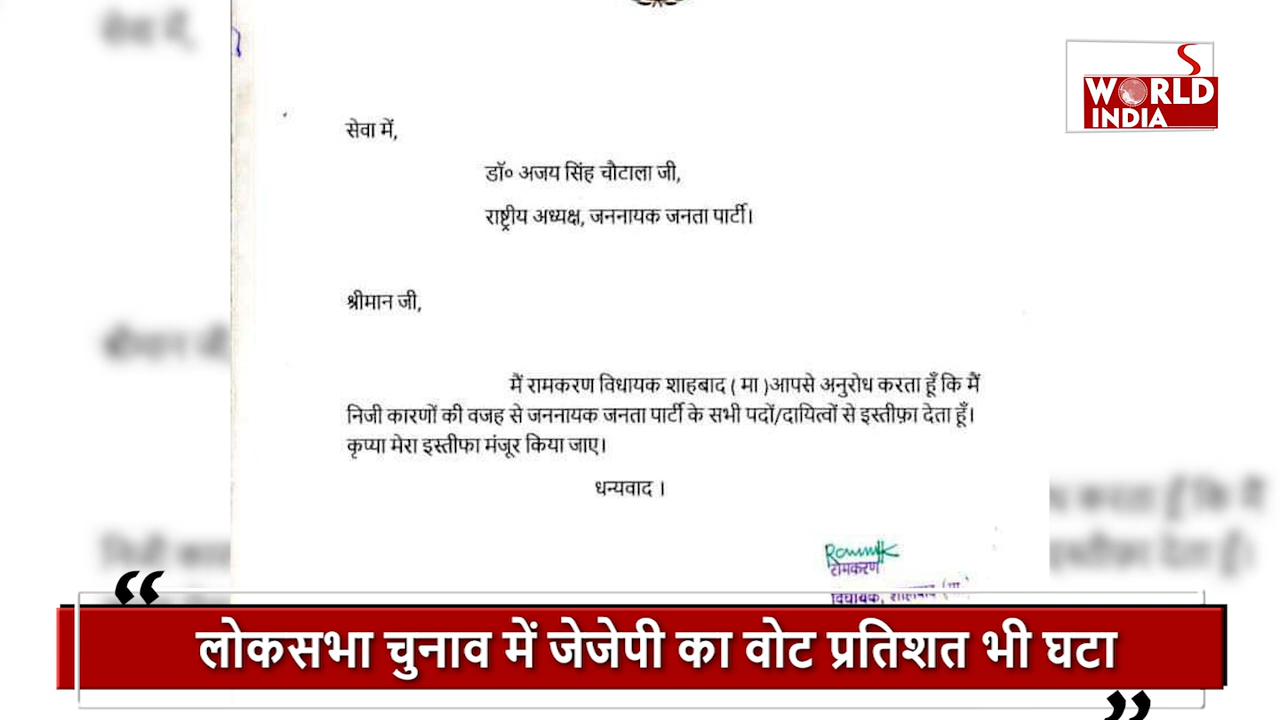 सेवा में,
WORLD
INDIA
डॉ० अजय सिंह चौटाला जी,
राष्ट्रीय अध्यक्ष, जननायक जनता पार्टी।
श्रीमान जी,
मैं रामकरण विधायक शाहबाद ( मा )आपसे अनुरोध करता हूँ कि मैं
निजी कारणों की वजह से जननायक जनता पार्टी के सभी पदों/दायित्वों से इस्तीफ़ा देता हूँ।
कृप्या मेरा इस्तीफा मंजूर किया जाए।
धन्यवाद ।
रामकरण
विधायक,
“
लोकसभा चुनाव में जेजेपी का वोट प्रतिशत भी घटा
”